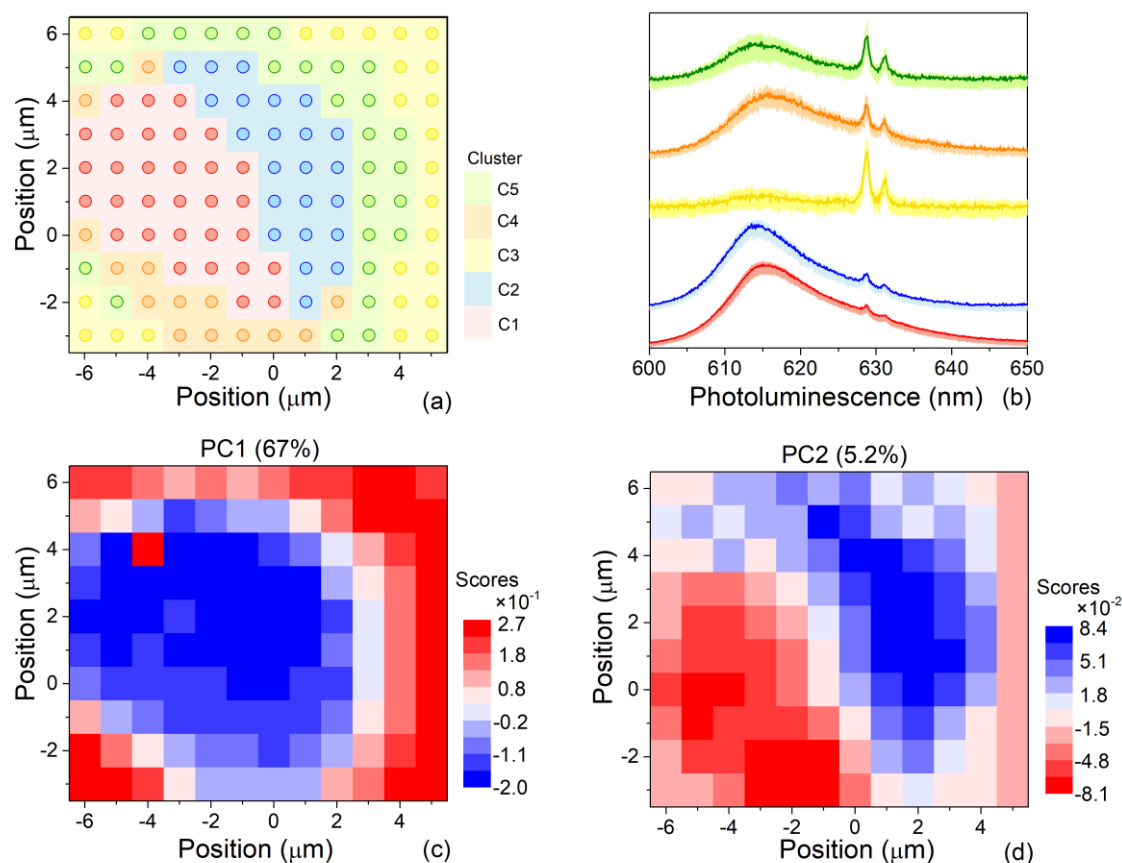 6
4
2
0
-2
-6
-4
-2
0
2
4
Position (μm)
Position (μm)
(a)
Cluster
C5
C4
C3
C2
C1
600
610
620
630
640
650
Photoluminescence (nm)
(b)
PC1 (67%)
6
4
2
0
-2
-6
-4
-2
0
2
4
Position (μm)
Position (μm)
(c)
Scores
×10⁻¹
2.7
1.8
0.8
-0.2
-1.1
-2.0
PC2 (5.2%)
6
4
2
0
-2
-6
-4
-2
0
2
4
Position (μm)
Position (μm)
(d)
Scores
×10⁻²
8.4
5.1
1.8
-1.5
-4.8
-8.1